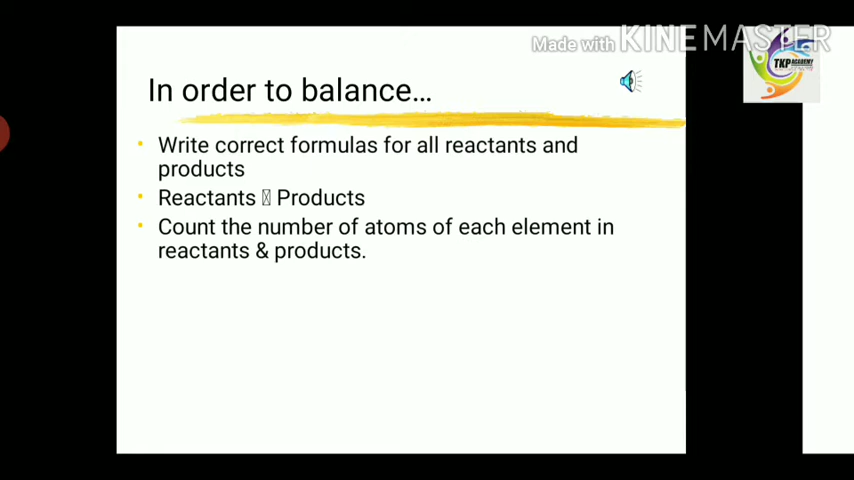 Made with KINEMASTER
TKP ACADEMY
In order to balance...
• Write correct formulas for all reactants and
products
• Reactants  Products
• Count the number of atoms of each element in
reactants & products.